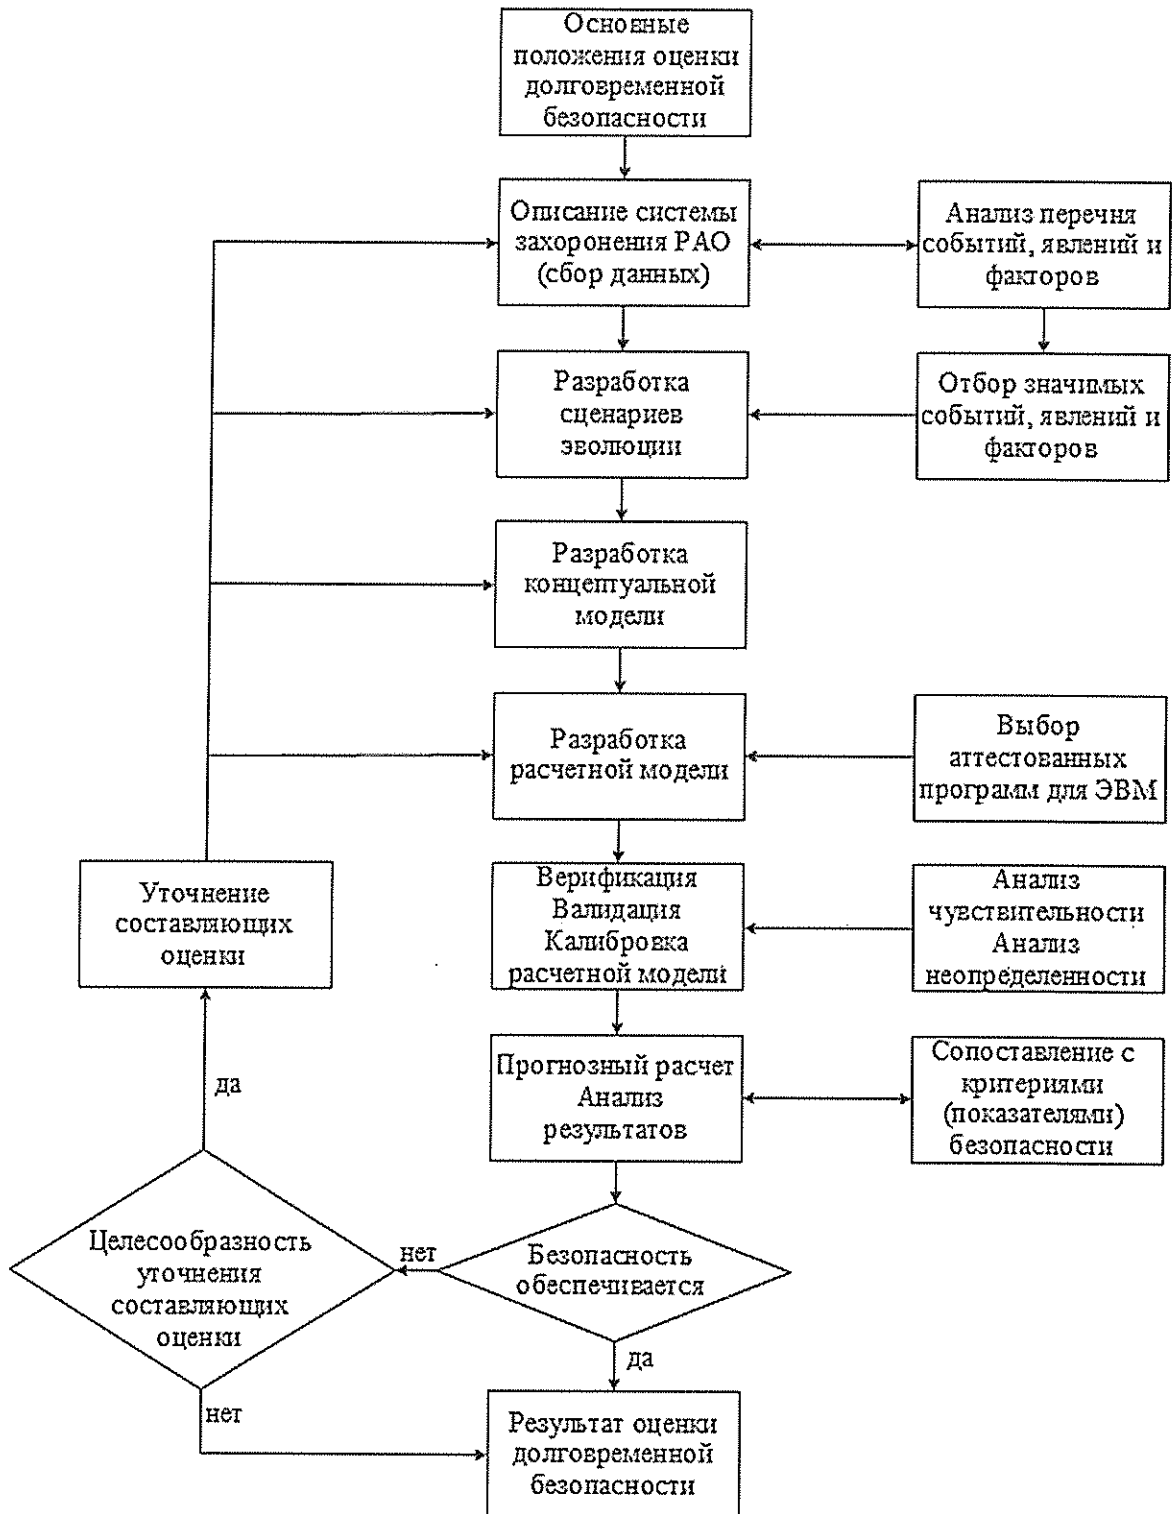 Основные
положения оценки
долговременной
безопасности
Описание системы
захоронения РАО
(сбор данных)
Анализ перечня
событий, явлений и
факторов
Разработка
сценариев
эволюции
Отбор значимых
событий, явлений и
факторов
Разработка
концептуальной
модели
Разработка
расчетной модели
Выбор
аттестованных
программ для ЭВМ
Уточнение
составляющих
оценки
Верификация
Валидация
Калибровка
расчетной модели
Анализ
чувствительности
Анализ
неопределенности
Прогнозный расчет
Анализ
результатов
Сопоставление с
критериями
(показателями)
безопасности
да
Целесообразность
уточнения
составляющих
оценки
нет
Безопасность
обеспечивается
да
нет
Результат оценки
долговременной
безопасности